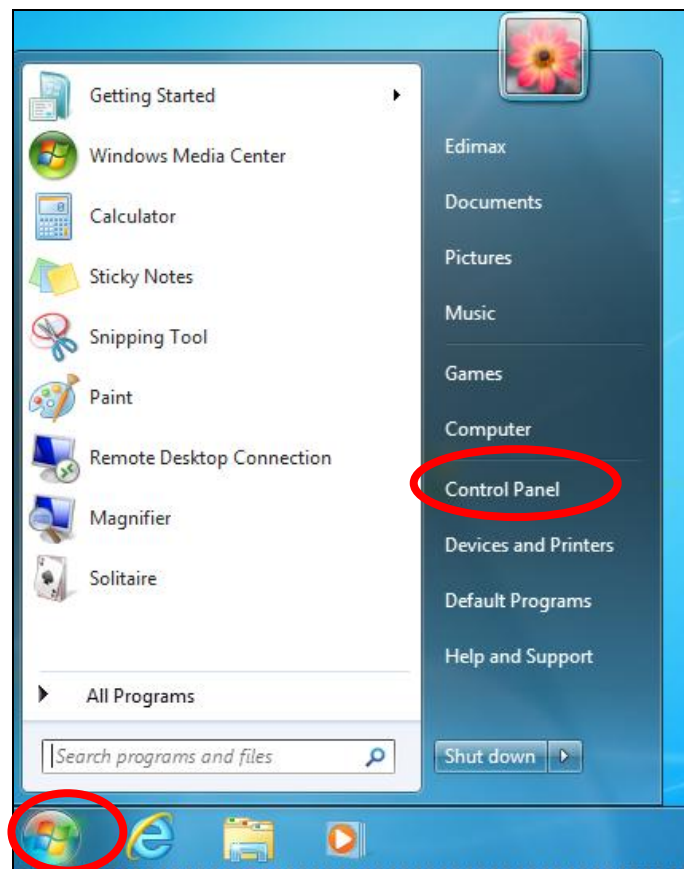 Getting Started
Windows Media Center
Calculator
Sticky Notes
Snipping Tool
Paint
Remote Desktop Connection
Magnifier
Solitaire
All Programs
Search programs and files
Edimax
Documents
Pictures
Music
Games
Computer
Control Panel
Devices and Printers
Default Programs
Help and Support
Shut down